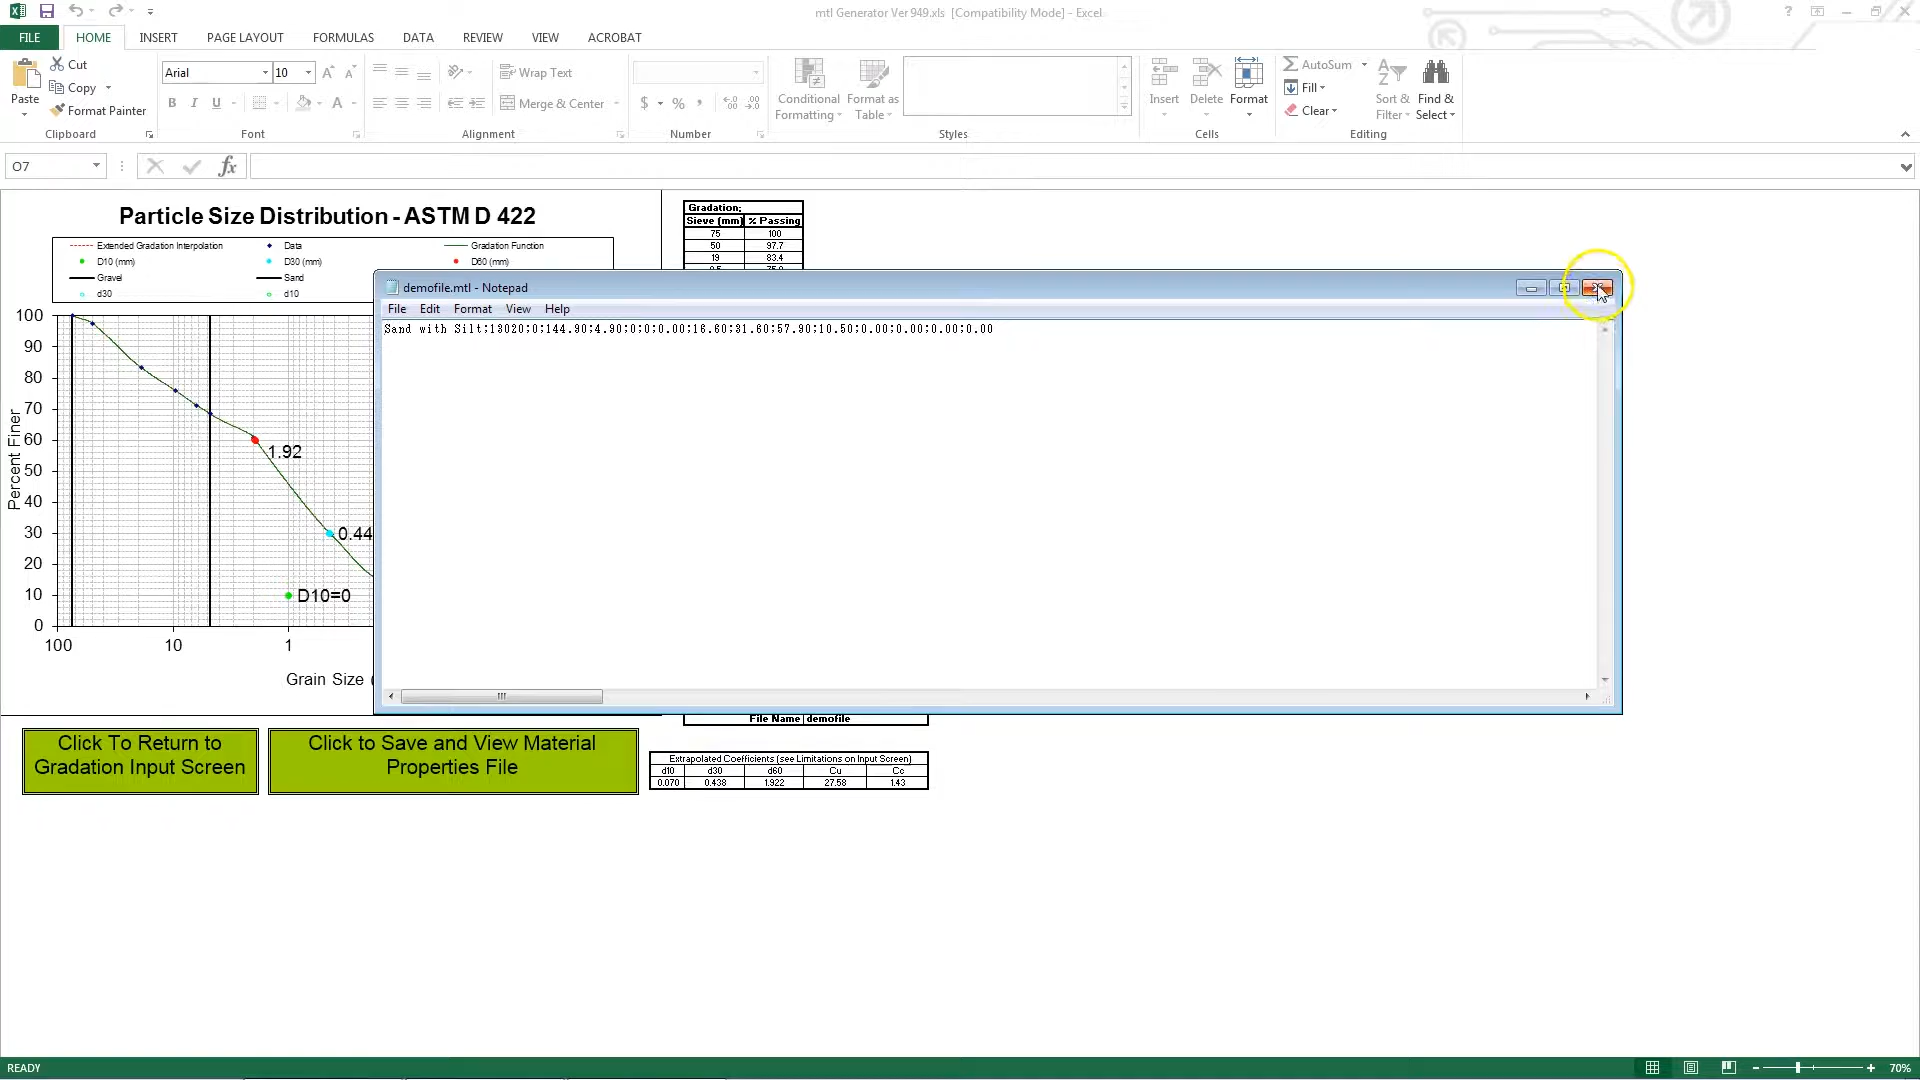 mtl Generator Ver 949.xls [Compatibility Mode] - Excel
FILE HOME INSERT PAGE LAYOUT FORMULAS DATA REVIEW VIEW ACROBAT
Paste
Cut
Copy
Format Painter
Clipboard
Arial 10
B I U
Font
Wrap Text
Merge & Center
Alignment
$ %
Number
Conditional Formatting
Format as Table
Styles
Insert Delete Format
Cells
AutoSum
Fill
Clear
Sort & Filter
Find & Select
Editing
O7
fx
Particle Size Distribution - ASTM D 422
Extended Gradation Interpolation Data Gradation Function
D10 (mm) D30 (mm) D60 (mm)
Gravel Sand
d30 d10
Percent Finer
100
90
80
70
60
50
40
30
20
10
0
1.92
0.44
D10=0
100 10 1
Grain Size (
Gradation:
Sieve (mm) % Passing
75 100
50 97.7
19 83.4
demofile.mtl - Notepad
File Edit Format View Help
Sand with Silt;13020;0;144.90;4.90;0;0;0.00;16.60;31.60;57.90;10.50;0.00;0.00;0.00;0.00
File Name demofile
Click To Return to
Gradation Input Screen
Click to Save and View Material
Properties File
Extrapolated Coefficients (see Limitations on Input Screen)
d10 d30 d60 Cu Cc
0.070 0.438 1.922 27.58 1.43
READY
70%